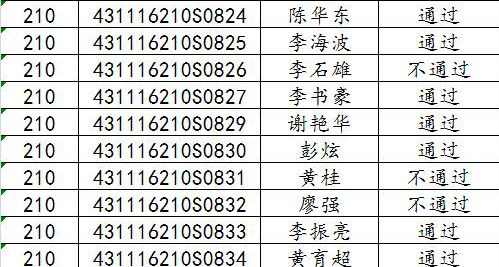 210 431116210S0824 陈华东 通过
210 431116210S0825 李海波 通过
210 431116210S0826 李石雄 不通过
210 431116210S0827 李书豪 通过
210 431116210S0829 谢艳华 通过
210 431116210S0830 彭炫 通过
210 431116210S0831 黄桂 不通过
210 431116210S0832 廖强 不通过
210 431116210S0833 李振亮 通过
210 431116210S0834 黄育超 通过